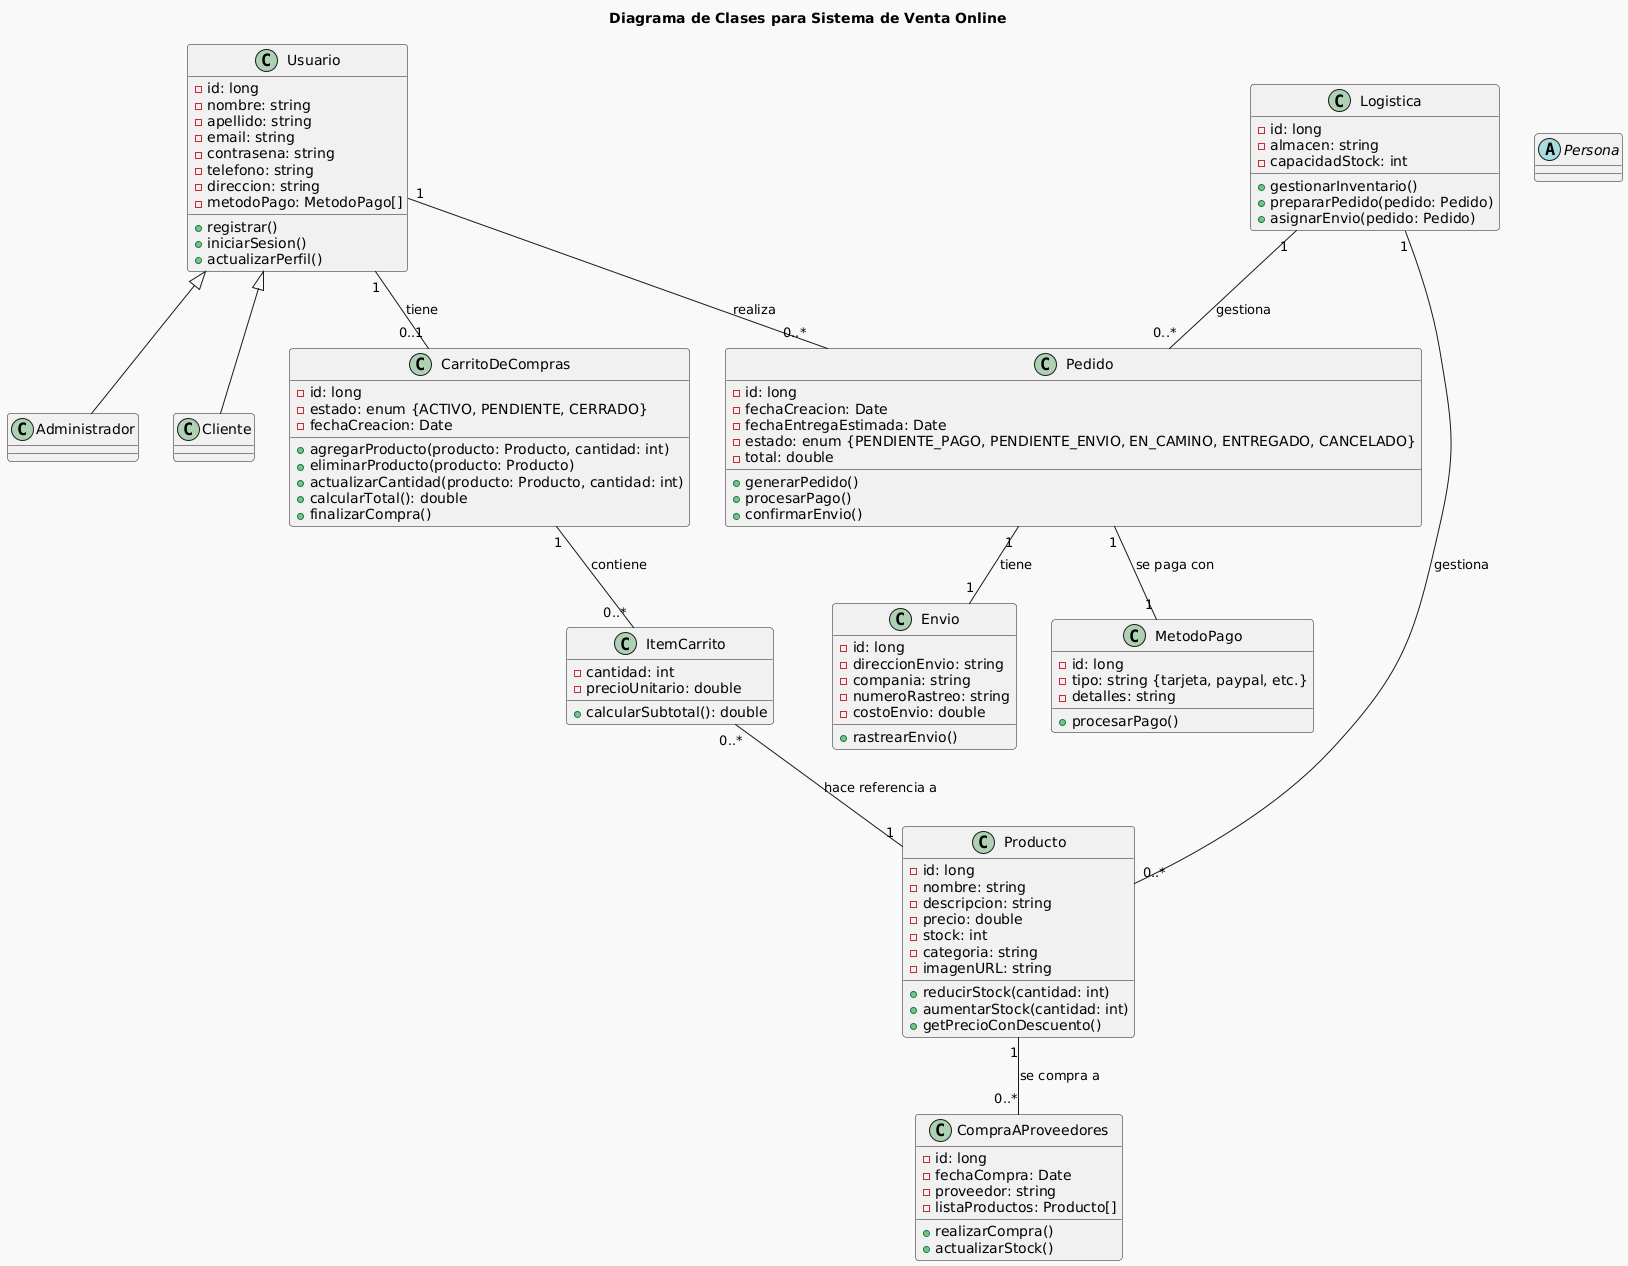 Diagrama de Clases para Sistema de Venta Online
C Usuario
id: long
nombre: string
apellido: string
email: string
contrasena: string
telefono: string
direccion: string
metodoPago: MetodoPago[]
registrar()
iniciarSesion()
actualizarPerfil()
C Logistica
id: long
almacen: string
capacidadStock: int
gestionarInventario()
prepararPedido(pedido: Pedido)
asignarEnvio(pedido: Pedido)
A Persona
1
1
1
1
tiene
realiza
gestiona
0..1
0..*
0..*
C Administrador
C Cliente
C CarritoDeCompras
id: long
estado: enum {ACTIVO, PENDIENTE, CERRADO}
fechaCreacion: Date
agregarProducto(producto: Producto, cantidad: int)
eliminarProducto(producto: Producto)
actualizarCantidad(producto: Producto, cantidad: int)
calcularTotal(): double
finalizarCompra()
C Pedido
id: long
fechaCreacion: Date
fechaEntregaEstimada: Date
estado: enum {PENDIENTE_PAGO, PENDIENTE_ENVIO, EN_CAMINO, ENTREGADO, CANCELADO}
total: double
generarPedido()
procesarPago()
confirmarEnvio()
1
1
1
contiene
tiene
se paga con
gestiona
0..*
1
1
C ItemCarrito
cantidad: int
precioUnitario: double
calcularSubtotal(): double
C Envio
id: long
direccionEnvio: string
compania: string
numeroRastreo: string
costoEnvio: double
rastrearEnvio()
C MetodoPago
id: long
tipo: string {tarjeta, paypal, etc.}
detalles: string
procesarPago()
0..*
hace referencia a
1
0..*
C Producto
id: long
nombre: string
descripcion: string
precio: double
stock: int
categoria: string
imagenURL: string
reducirStock(cantidad: int)
aumentarStock(cantidad: int)
getPrecioConDescuento()
1
se compra a
0..*
C CompraAProveedores
id: long
fechaCompra: Date
proveedor: string
listaProductos: Producto[]
realizarCompra()
actualizarStock()